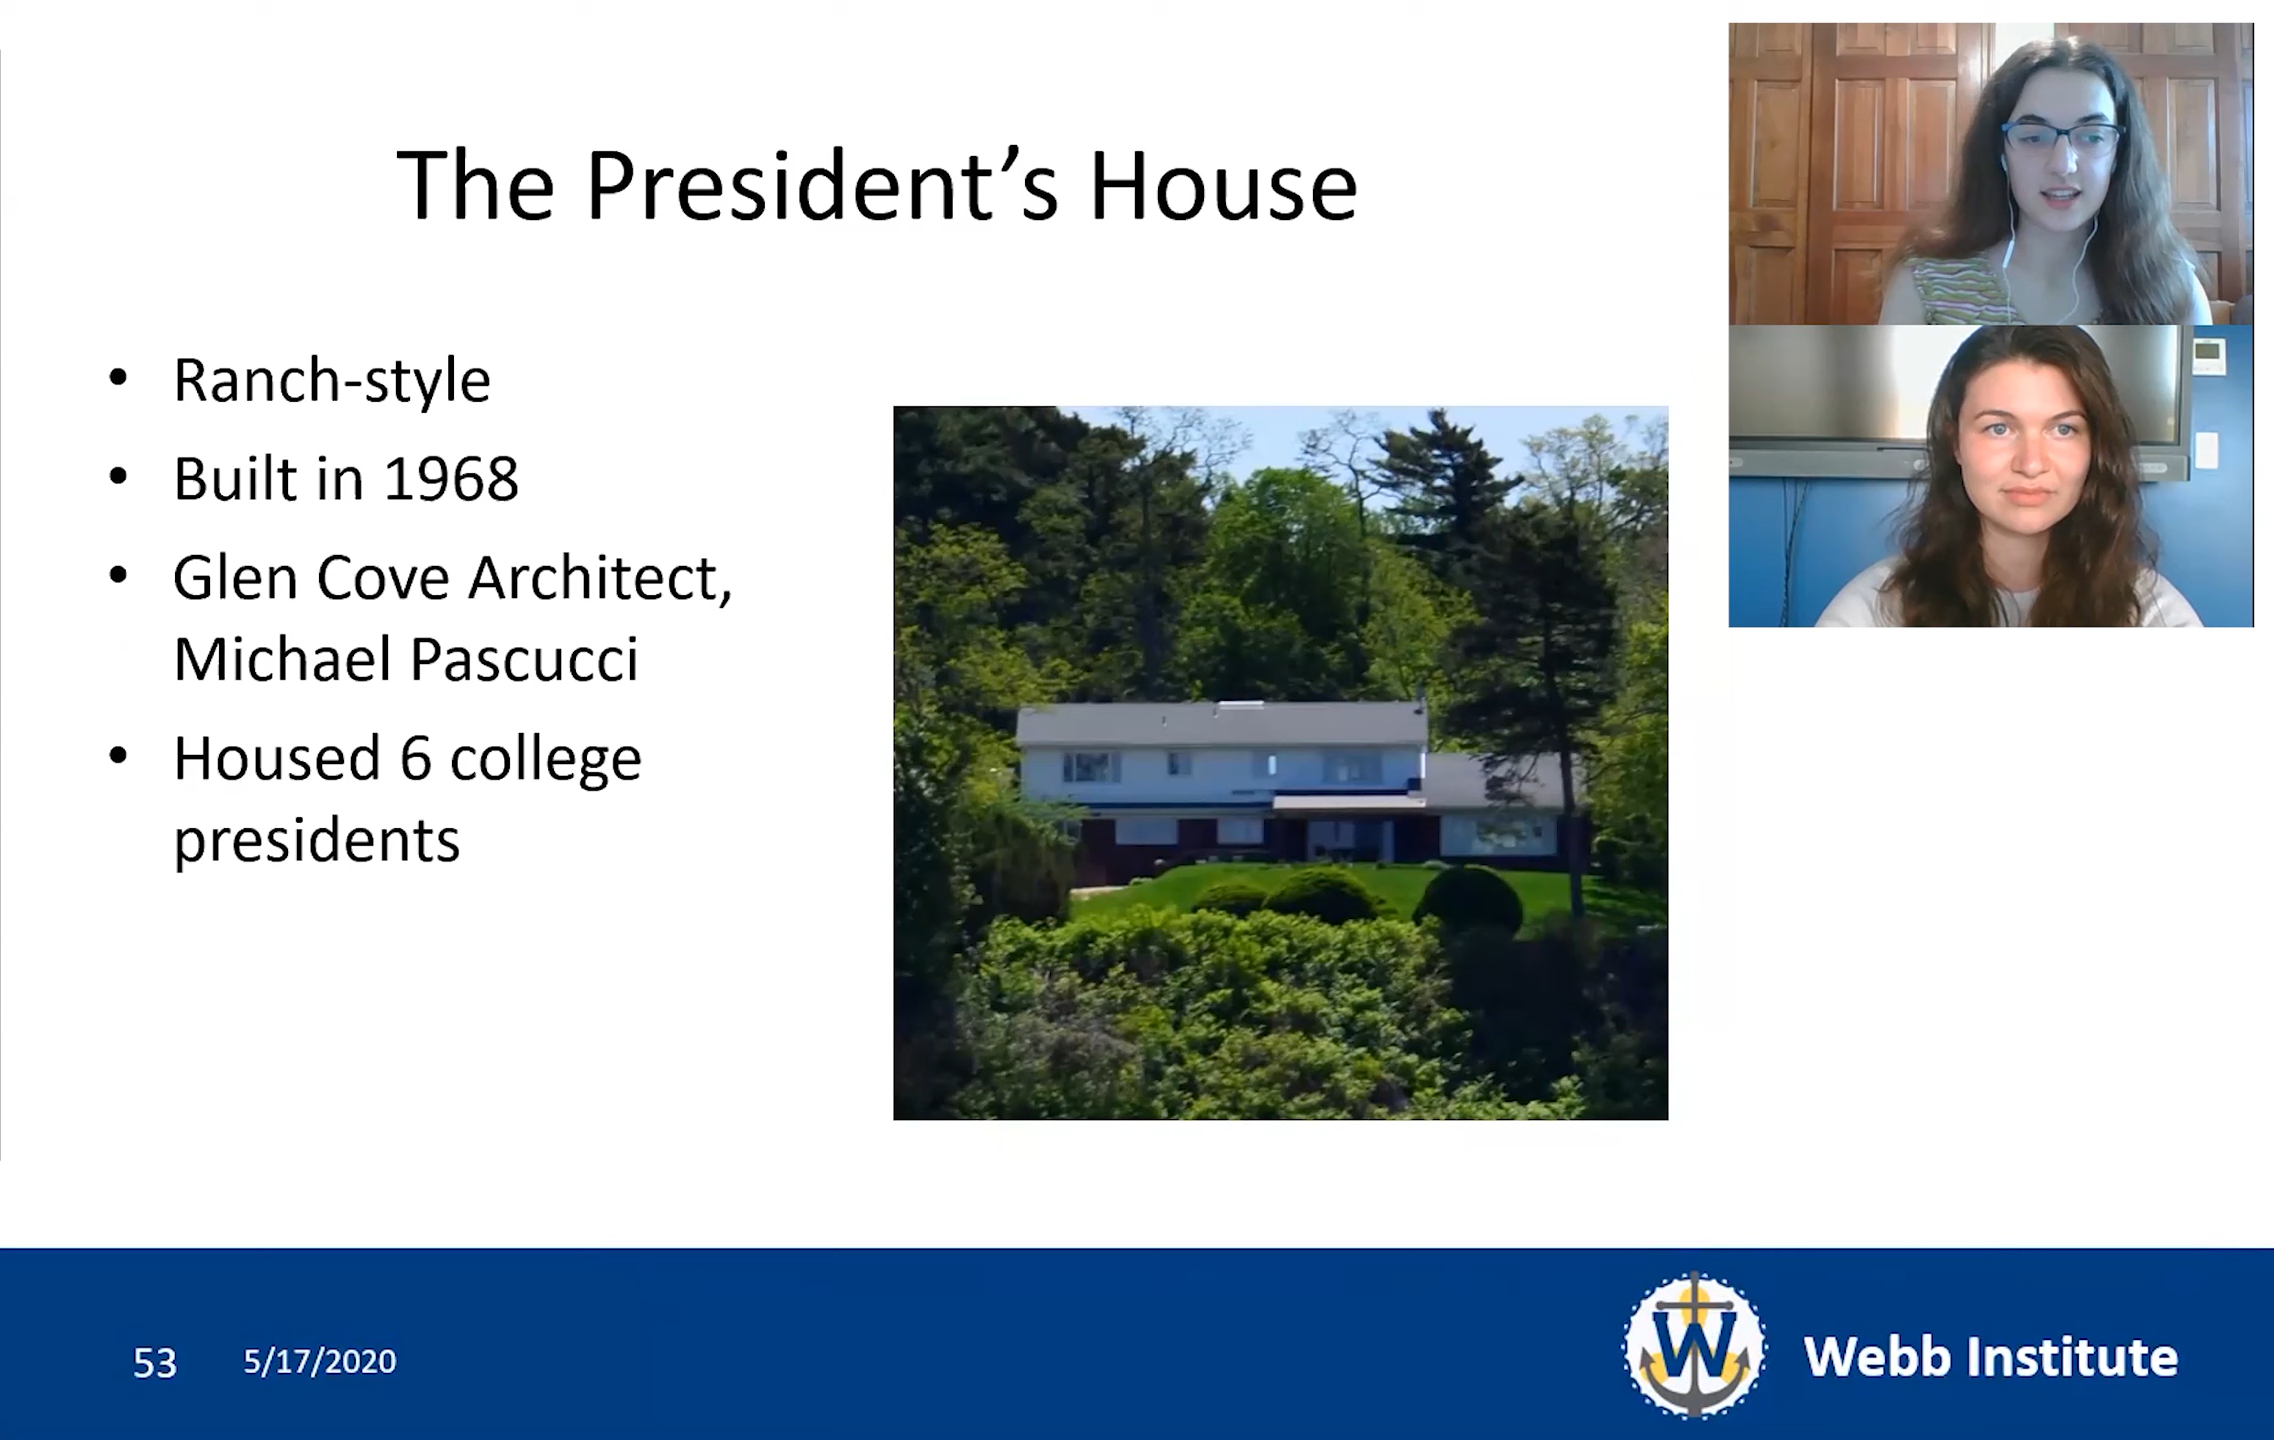 The President’s House
• Ranch-style
• Built in 1968
• Glen Cove Architect,
Michael Pascucci
• Housed 6 college
presidents
53 5/17/2020
W
Webb Institute